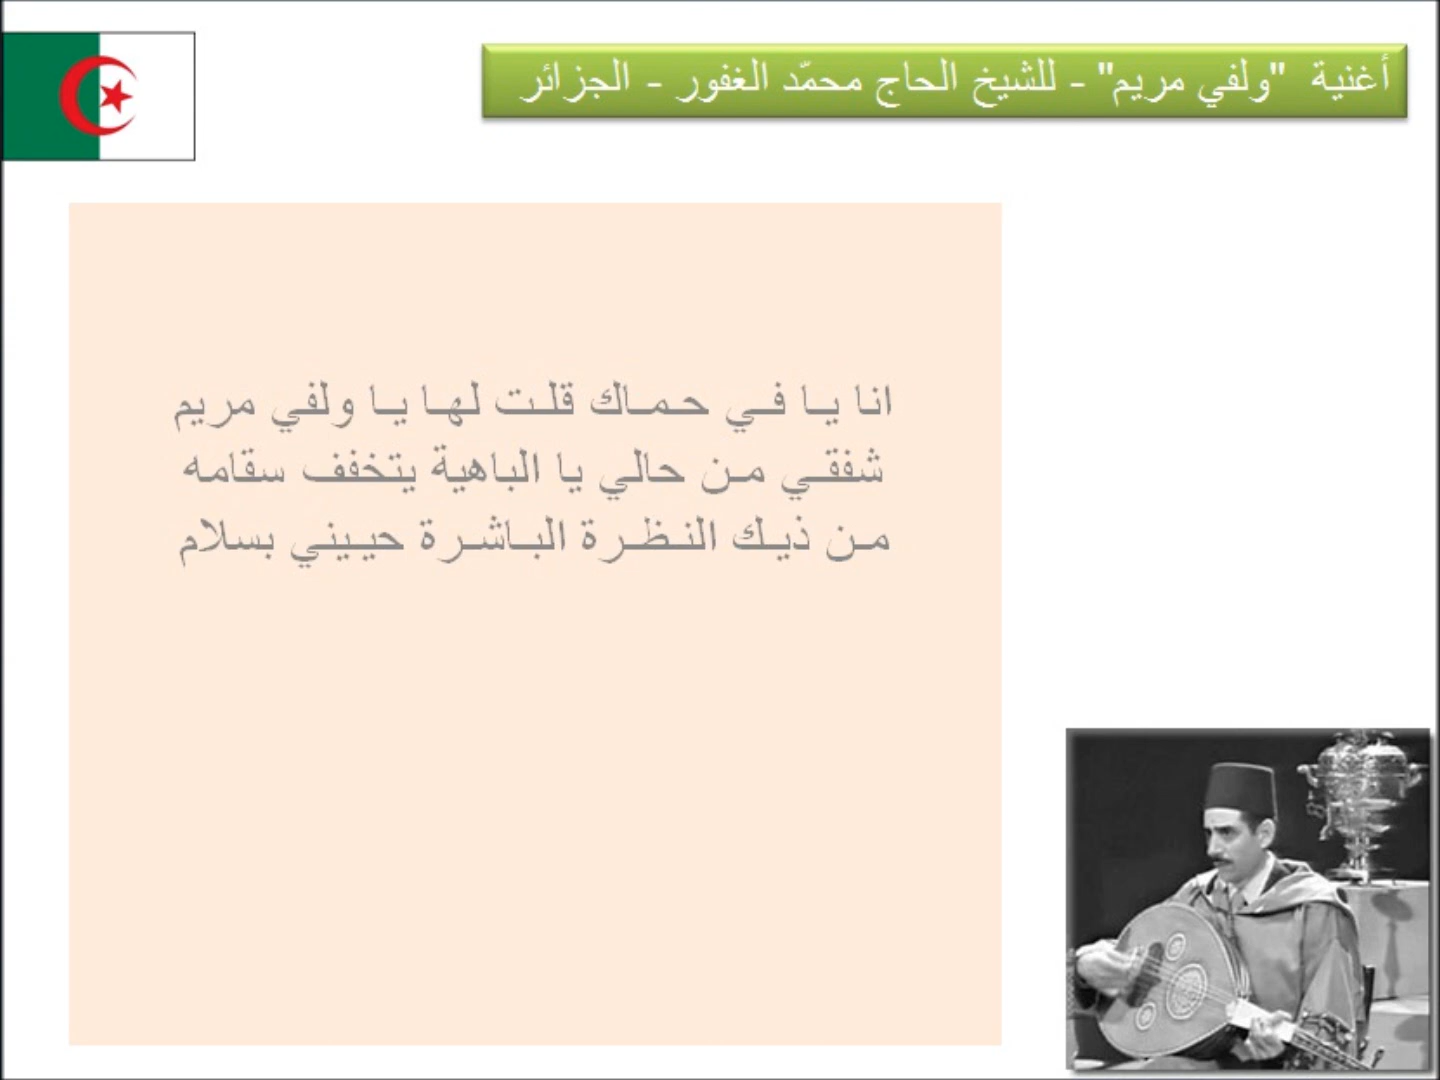 أغنية "ولفي مريم" - للشيخ الحاج محمّد الغفور - الجزائر
انا يا في حماك قلت لها يا ولفي مريم
شفقي من حالي يا الباهية يتخفف سقامه
من ذيك النظرة الباشرة حييني بسلام